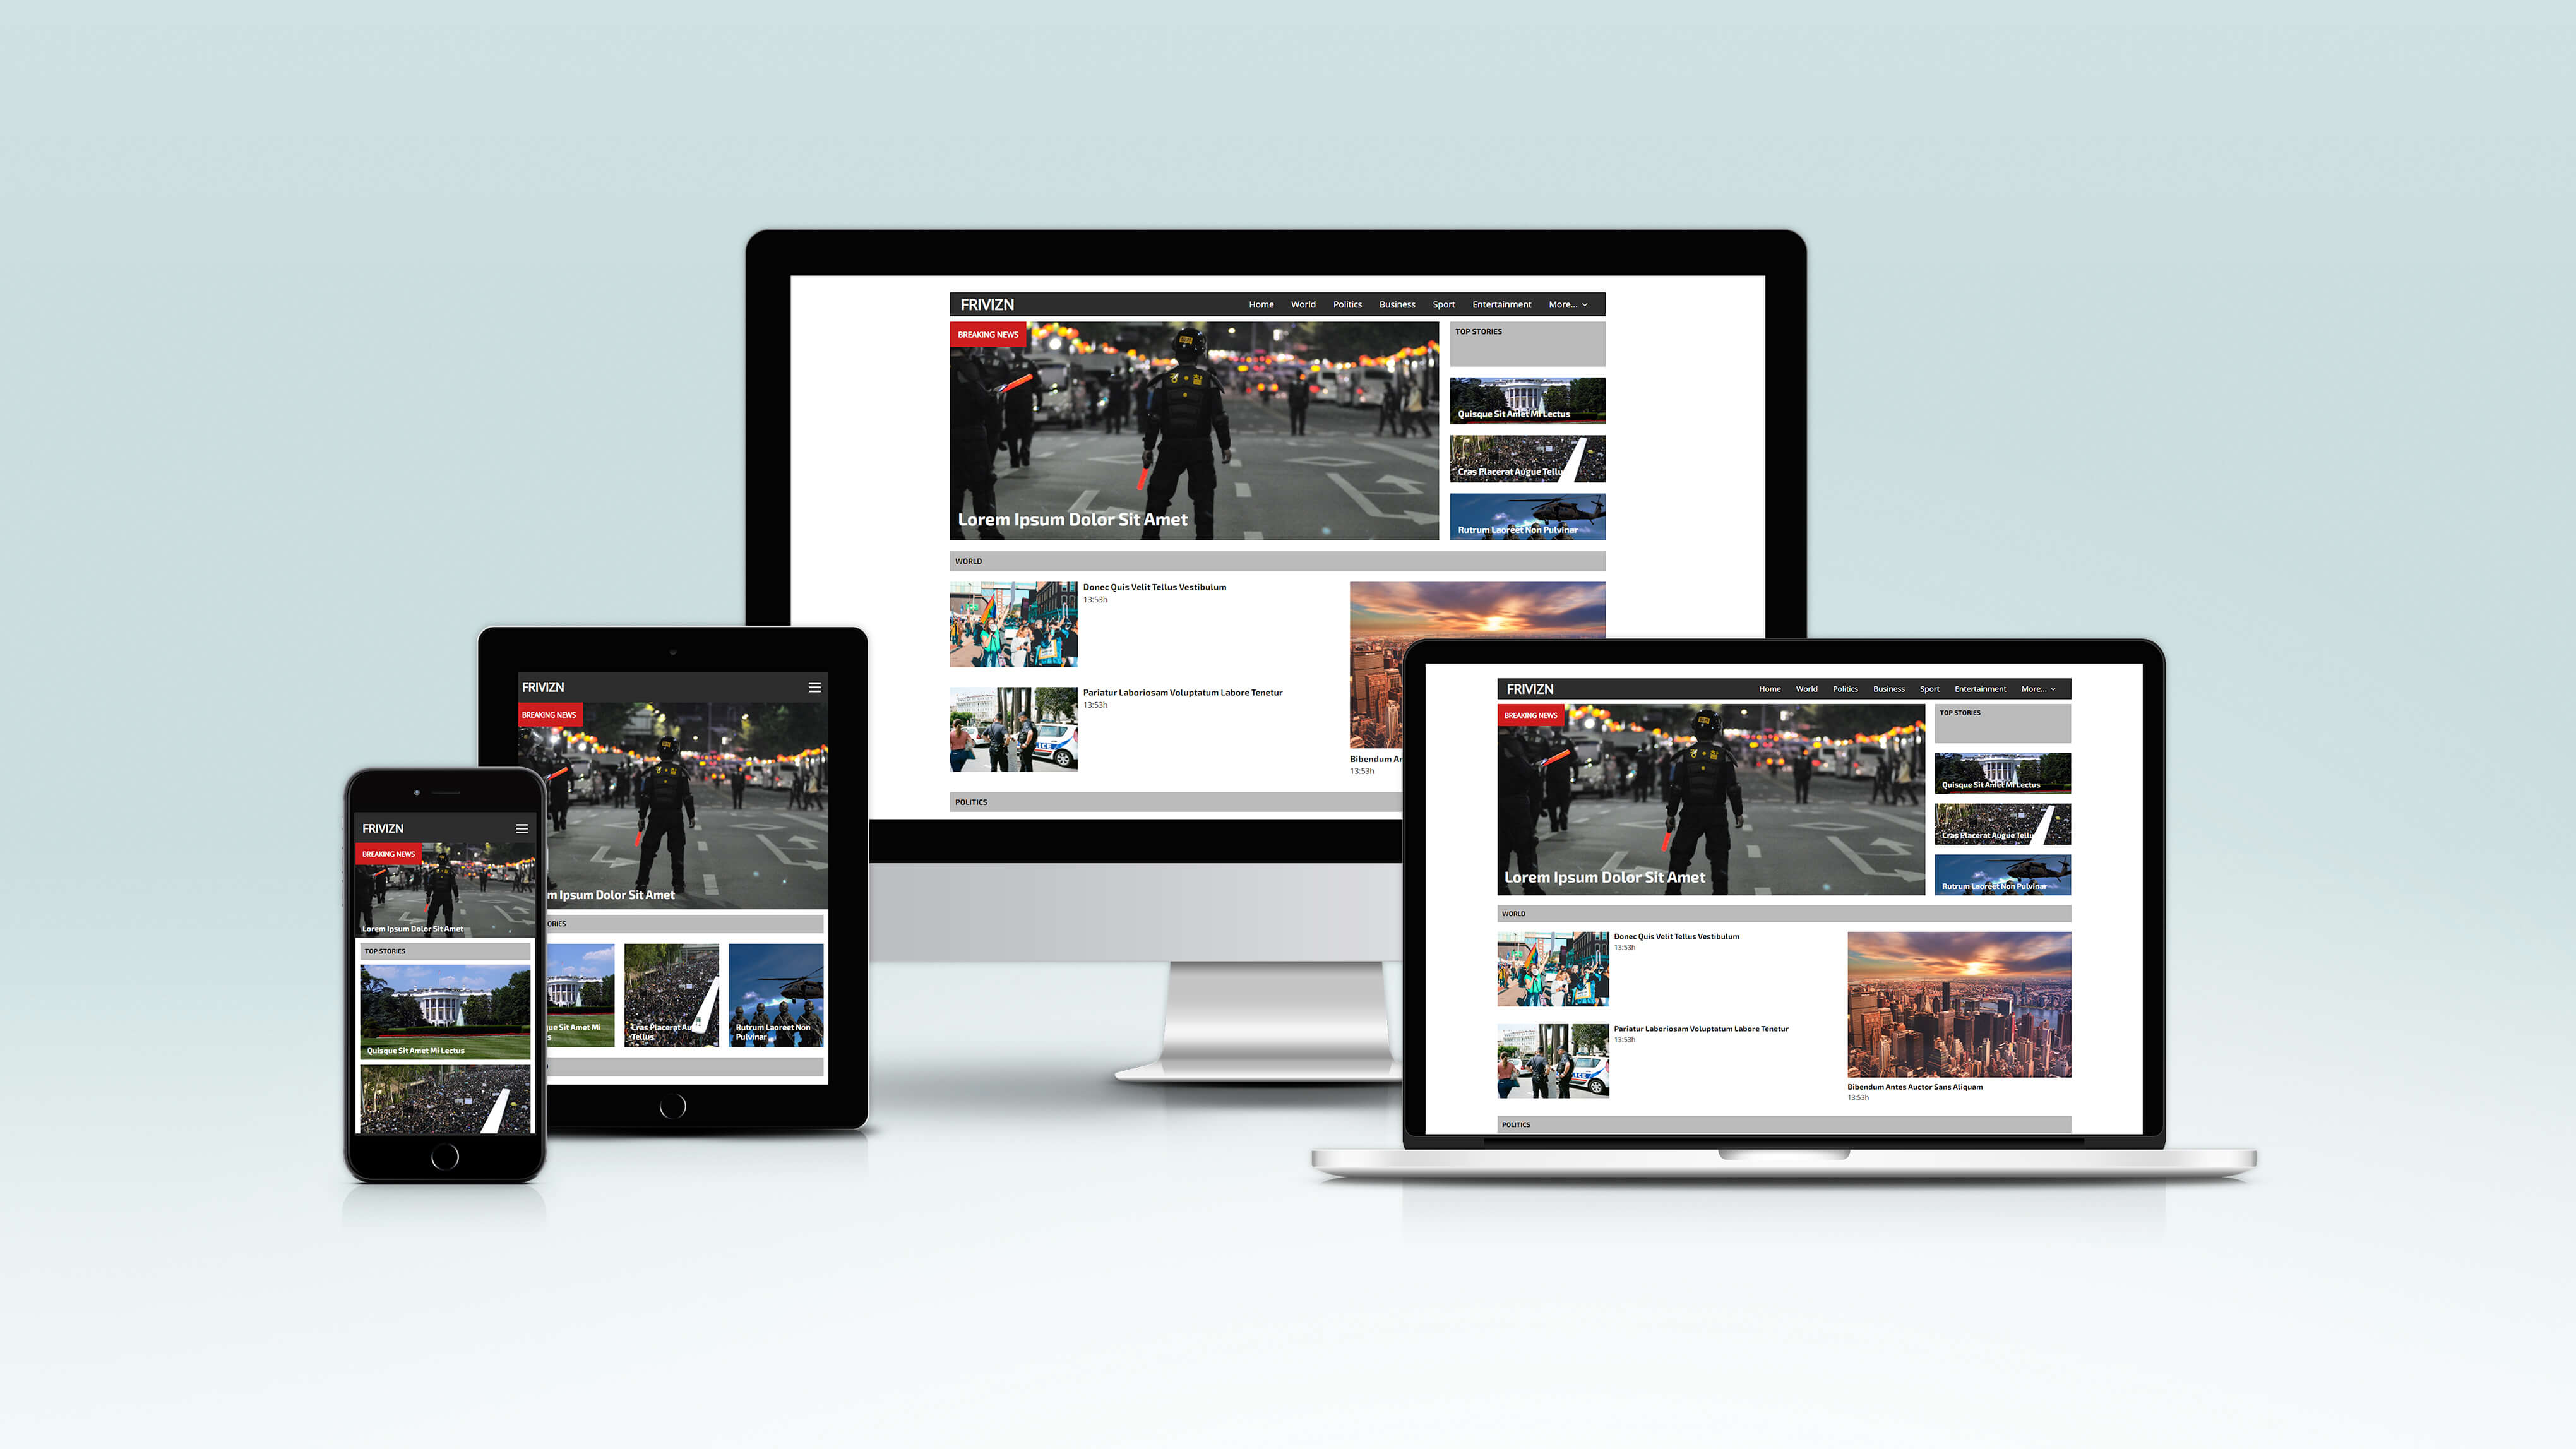 FRIVIZN
Home World Politics Business Sport Entertainment More...
BREAKING NEWS
Lorem Ipsum Dolor Sit Amet
TOP STORIES
Quisque Sit Amet Mi Lectus
Cras Placerat Augue Tellu
Rutrum Laoreet Non Pulvinar
WORLD
Donec Quis Velit Tellus Vestibulum
13:53h
Pariatur Laboriosam Voluptatum Labore Tenetur
13:53h
Bibendum Ar
13:53h
POLITICS
FRIVIZN
BREAKING NEWS
m Ipsum Dolor Sit Amet
ORIES
ue Sit Amet Mi
s
Cras Placerat Au
Tellus
Rutrum Laoreet Non
Pulvinar
FRIVIZN
BREAKING NEWS
Lorem Ipsum Dolor Sit Amet
TOP STORIES
Quisque Sit Amet Mi Lectus
FRIVIZN
Home World Politics Business Sport Entertainment More...
BREAKING NEWS
Lorem Ipsum Dolor Sit Amet
TOP STORIES
Quisque Sit Amet Mi Lectus
Cras Placerat Augue Tellu
Rutrum Laoreet Non Pulvinar
WORLD
Donec Quis Velit Tellus Vestibulum
13:53h
Pariatur Laboriosam Voluptatum Labore Tenetur
13:53h
Bibendum Antes Auctor Sans Aliquam
13:53h
POLITICS